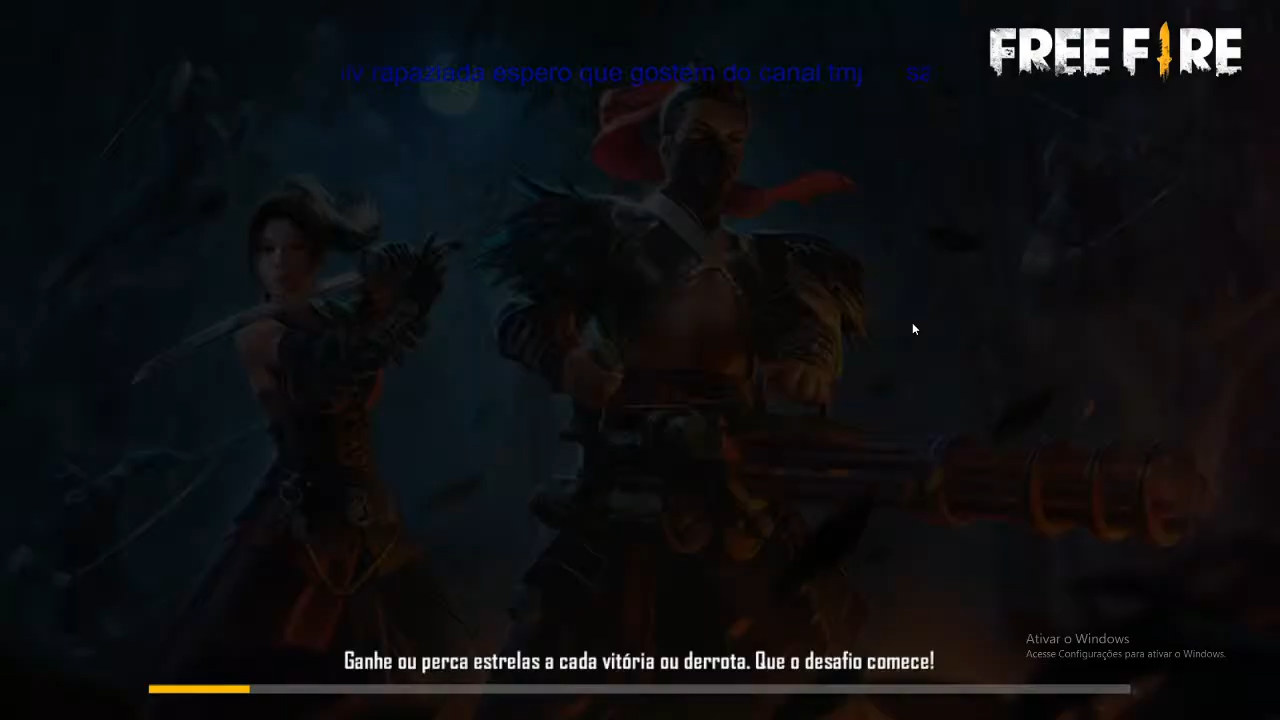 FREE FIRE
rapaziada espero que gostem do canal tmj
Ganhe ou perca estrelas a cada vitória ou derrota. Que o desafio comece!
Ativar o Windows
Acesse Configurações para ativar o Windows.